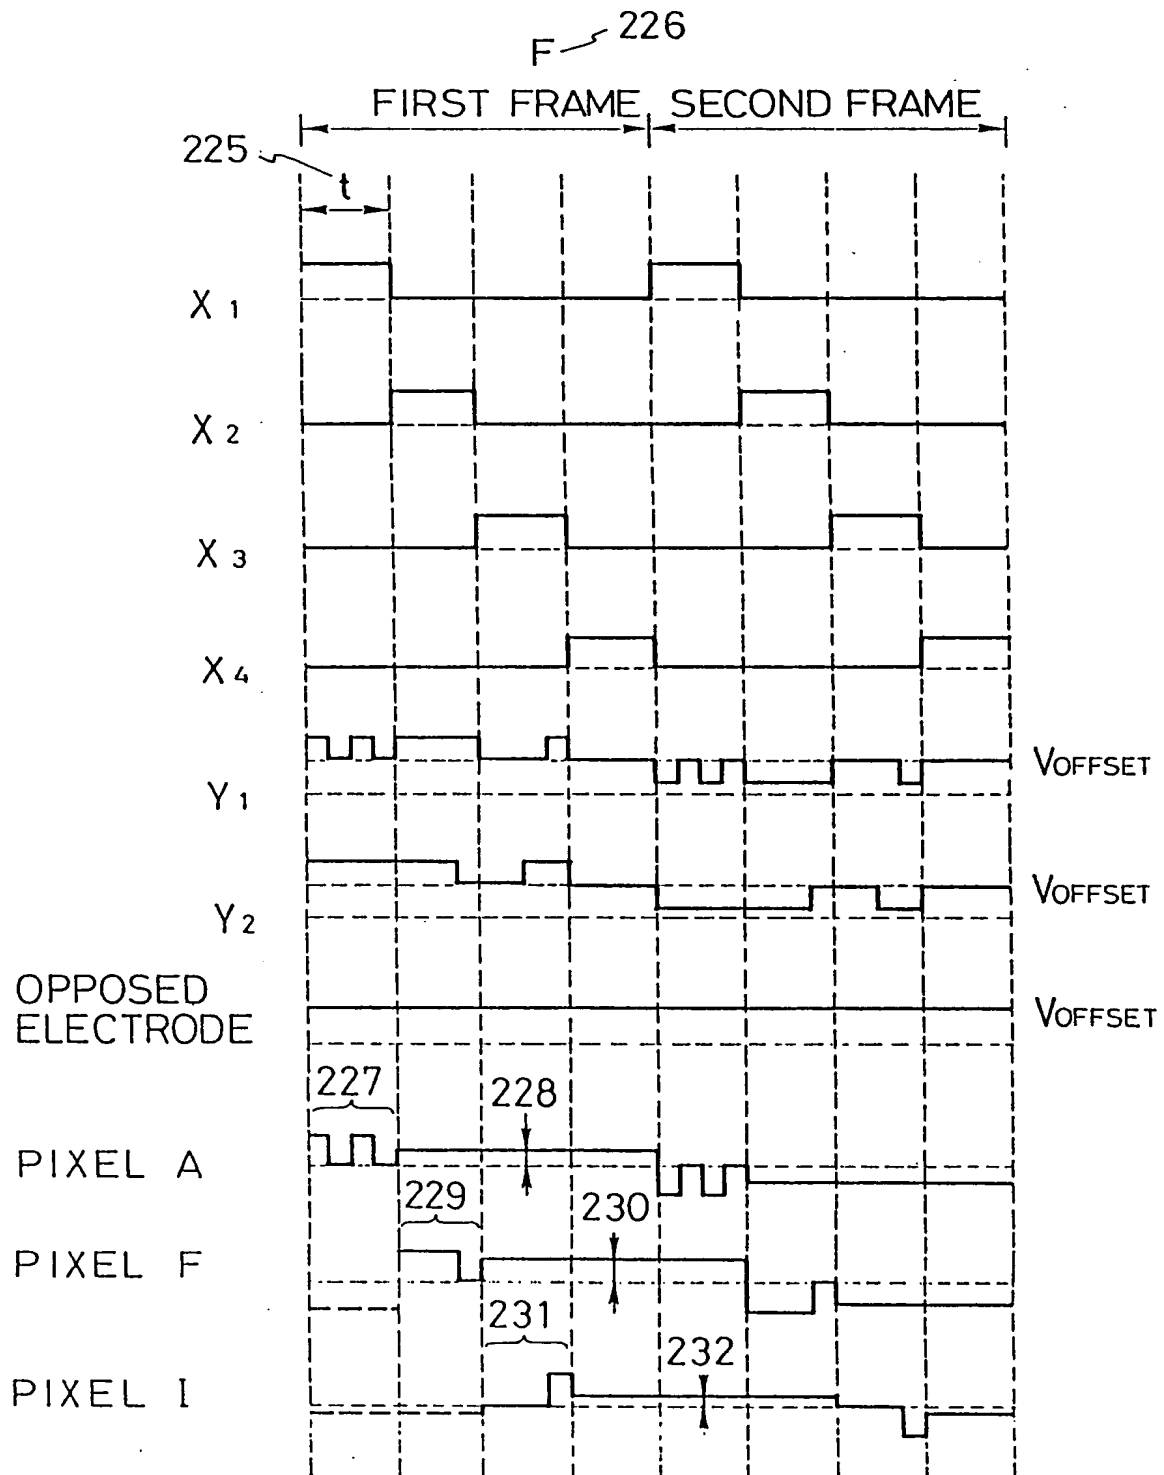 F 226
FIRST FRAME SECOND FRAME
225
t
X1
X2
X3
X4
VOFFSET
Y1
VOFFSET
Y2
OPPOSED
ELECTRODE
VOFFSET
227 228
PIXEL A
229 230
PIXEL F
231 232
PIXEL I